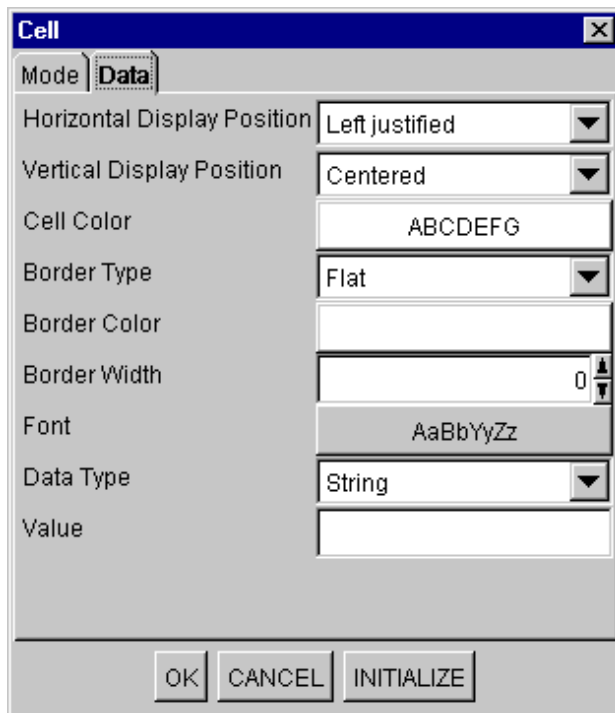 Cell
Mode Data
Horizontal Display Position Left justified
Vertical Display Position Centered
Cell Color ABCDEFG
Border Type Flat
Border Color
Border Width 0
Font AaBbYyZz
Data Type String
Value
OK CANCEL INITIALIZE